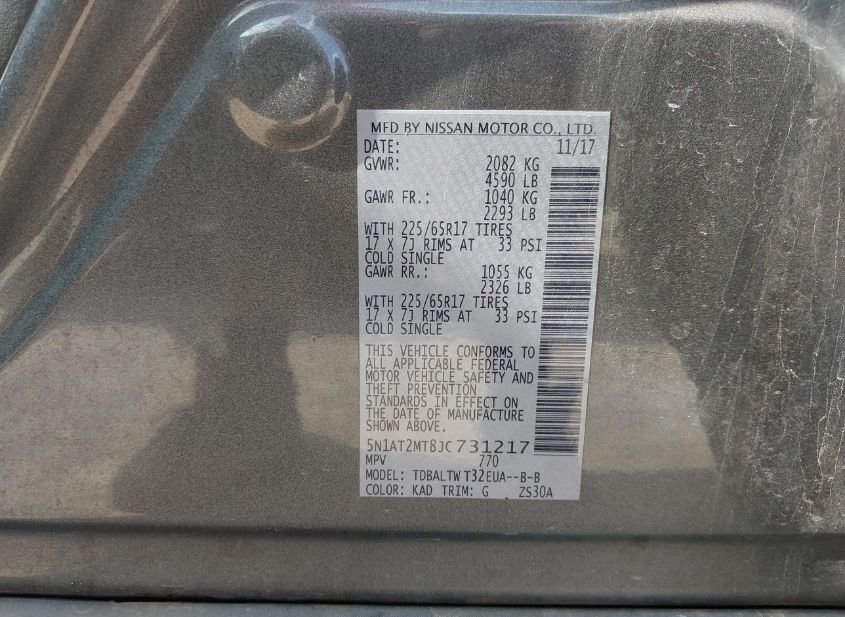 MFD BY NISSAN MOTOR CO., LTD.
DATE: 11/17
GVWR: 2082 KG
4590 LB
GAWR FR.: 1040 KG
2293 LB
WITH 225/65R17 TIRES
17 X 7J RIMS AT 33 PSI
COLD SINGLE
GAWR RR.: 1055 KG
2326 LB
WITH 225/65R17 TIRES
17 X 7J RIMS AT 33 PSI
COLD SINGLE
THIS VEHICLE CONFORMS TO
ALL APPLICABLE FEDERAL
MOTOR VEHICLE SAFETY AND
THEFT PREVENTION
STANDARDS IN EFFECT ON
THE DATE OF MANUFACTURE
SHOWN ABOVE.
5N1AT2MT8JC731217
MPV 770
MODEL: TDBALTW T32EUA--B-B
COLOR: KAD TRIM: G ZS30A